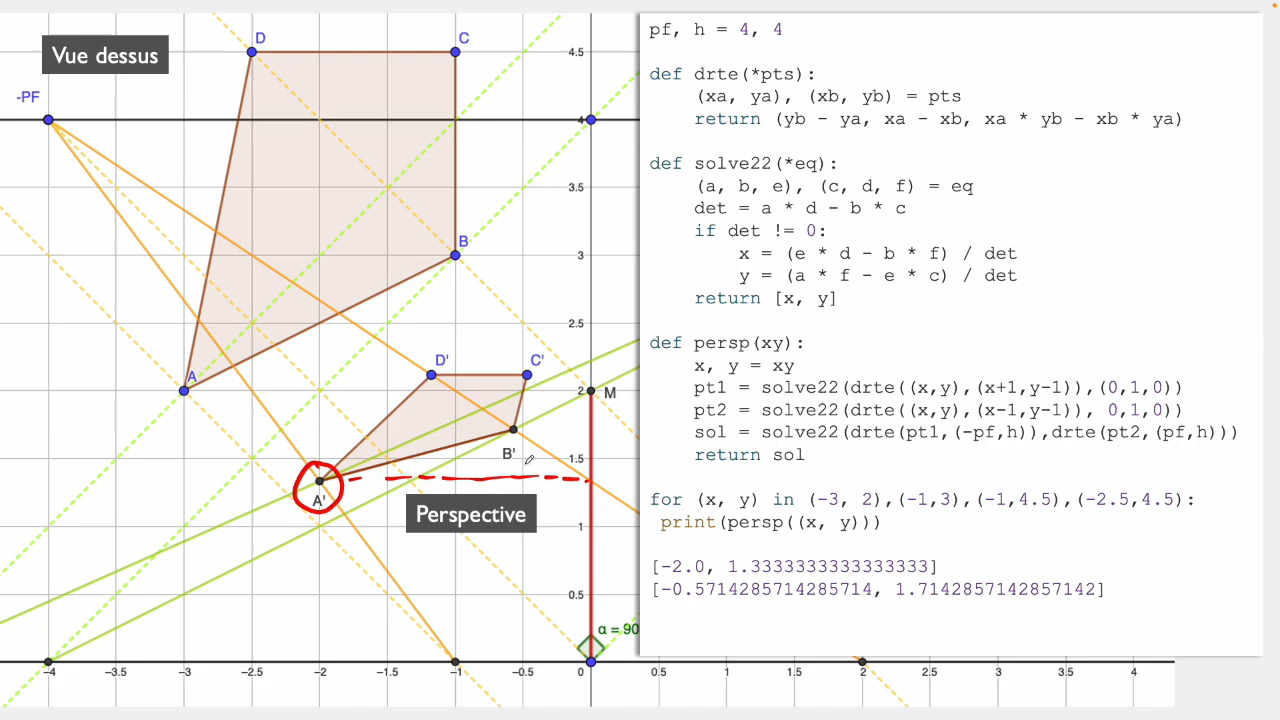 Vue dessus
D
C
4.5
-PF
4
3.5
B
3
2.5
A
D'
C'
2
M
B'
1.5
A'
Perspective
1
0.5
α = 90
-4
-3.5
-3
-2.5
-2
-1.5
-1
-0.5
0
0.5
1
1.5
2
2.5
3
3.5
4
pf, h = 4, 4
def drte(*pts):
(xa, ya), (xb, yb) = pts
return (yb - ya, xa - xb, xa * yb - xb * ya)
def solve22(*eq):
(a, b, e), (c, d, f) = eq
det = a * d - b * c
if det != 0:
x = (e * d - b * f) / det
y = (a * f - e * c) / det
return [x, y]
def persp(xy):
x, y = xy
pt1 = solve22(drte((x,y),(x+1,y-1)),(0,1,0))
pt2 = solve22(drte((x,y),(x-1,y-1)), 0,1,0))
sol = solve22(drte(pt1,(-pf,h)),drte(pt2,(pf,h)))
return sol
for (x, y) in (-3, 2),(-1,3),(-1,4.5),(-2.5,4.5):
print(persp((x, y)))
[-2.0, 1.3333333333333333]
[-0.5714285714285714, 1.7142857142857142]